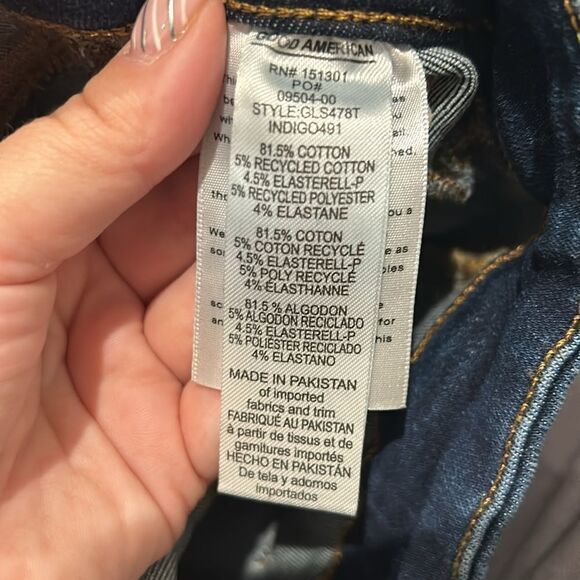 GOOD AMERICAN
RN# 151301
PO#
09504-00
STYLE:GLS478T
INDIGO491
81.5% COTTON
5% RECYCLED COTTON
4.5% ELASTERELL-P
5% RECYCLED POLYESTER
4% ELASTANE
81.5% COTON
5% COTON RECYCLÉ
4.5% ELASTERELL-P
5% POLY RECYCLÉ
4% ELASTHANNE
81.5% ALGODON
5% ALGODON RECICLADO
4.5% ELASTERELL-P
5% POLIÉSTER RECICLADO
4% ELASTANO
MADE IN PAKISTAN
of imported
fabrics and trim
FABRIQUÉ AU PAKISTAN
à partir de tissus et de
garnitures importés
HECHO EN PAKISTÁN
De tela y adornos
importados